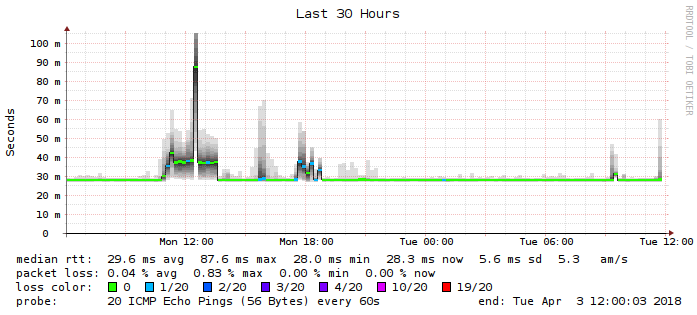 Last 30 Hours
RRDTOOL / TOBI OETIKER
Seconds
100 m
90 m
80 m
70 m
60 m
50 m
40 m
30 m
20 m
10 m
0
Mon 12:00 Mon 18:00 Tue 00:00 Tue 06:00 Tue 12:00
median rtt: 29.6 ms avg 87.6 ms max 28.0 ms min 28.3 ms now 5.6 ms sd 5.3 am/s
packet loss: 0.04 % avg 0.83 % max 0.00 % min 0.00 % now
loss color: 0 1/20 2/20 3/20 4/20 10/20 19/20
probe: 20 ICMP Echo Pings (56 Bytes) every 60s end: Tue Apr 3 12:00:03 2018